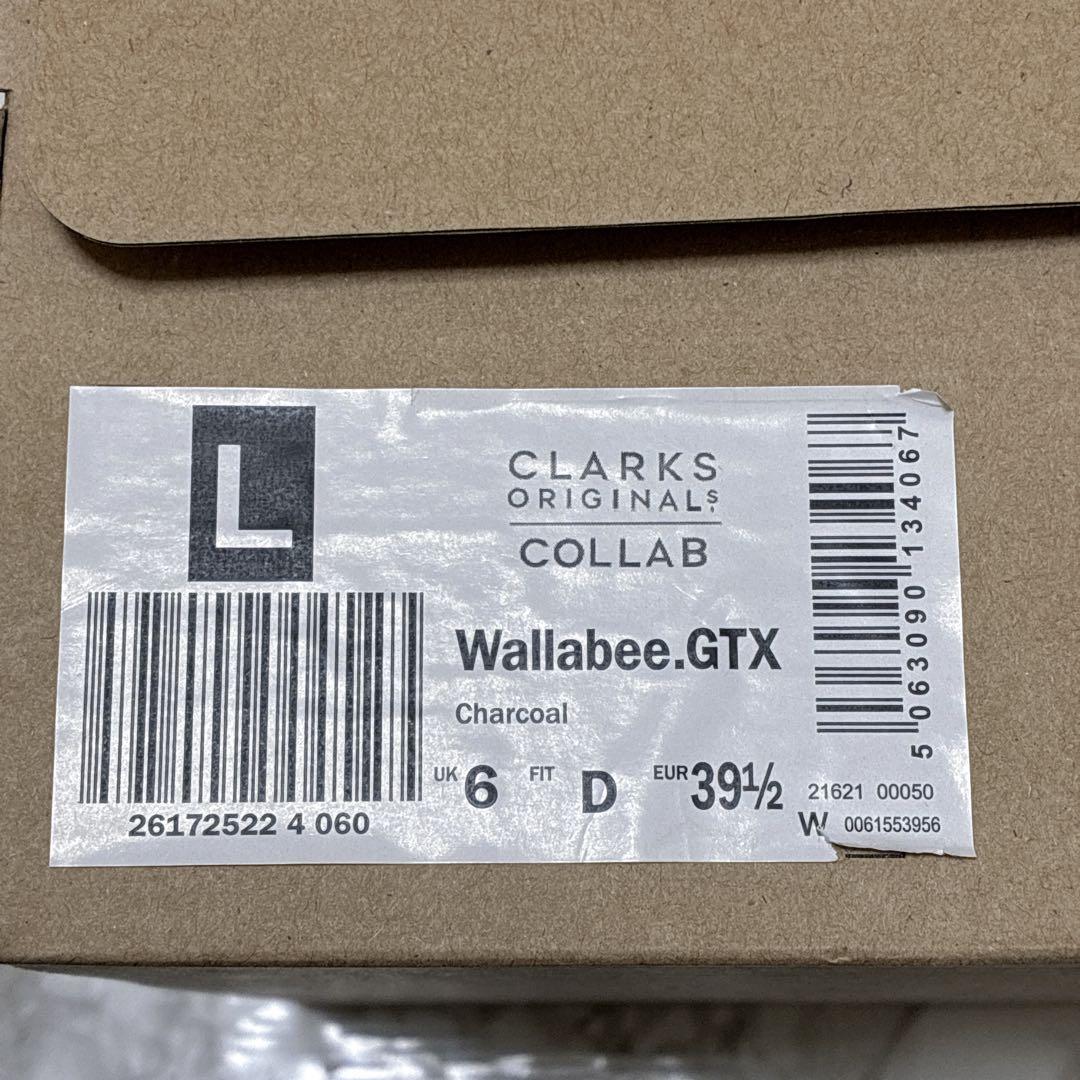 L
CLARKS
ORIGINALS.
COLLAB
Wallabee.GTX
Charcoal
UK 6 FIT D EUR 39½
26172522 4 060
5 063090 134067
21621 00050
W 0061553956